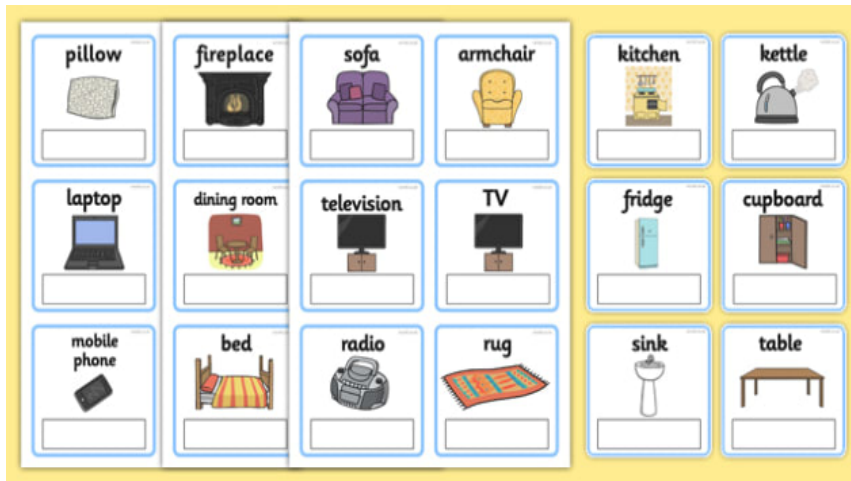 pillow
fireplace
sofa
armchair
kitchen
kettle
laptop
dining room
television
TV
fridge
cupboard
mobile
phone
bed
radio
rug
sink
table